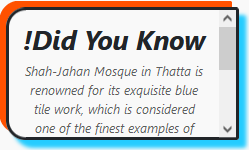 !Did You Know
Shah-Jahan Mosque in Thatta is
renowned for its exquisite blue
tile work, which is considered
one of the finest examples of